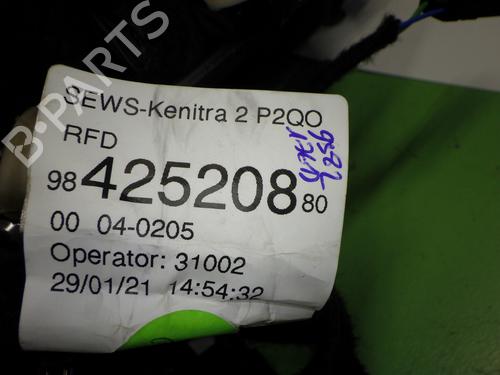 B-PARTS
SEWS-Kenitra 2 P2QO
RFD
98 425208 80
00 04-0205
Operator: 31002
29/01/21 14:54:32
1256